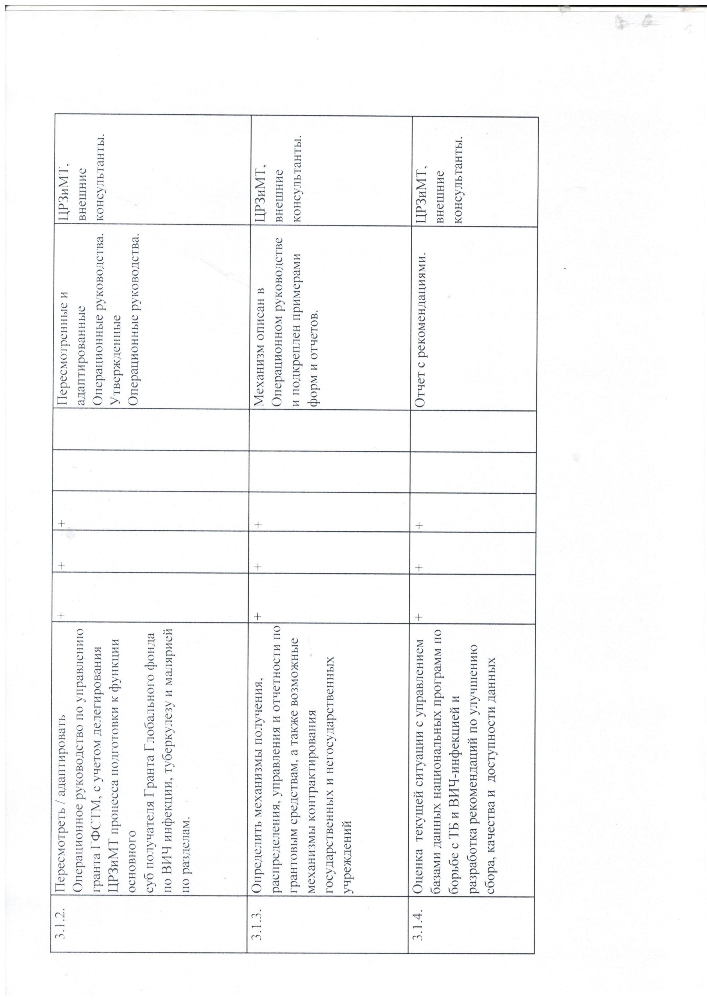 3.1.2.
Пересмотреть / адаптировать
Операционное руководство по управлению
гранта ГФСТМ, с учетом делегирования
ЦРЗиМТ процесса подготовки к функции
основного
суб получателя Гранта Глобального фонда
по ВИЧ инфекции, туберкулезу и малярией
по разделам.
+
+
+
Пересмотренные и
адаптированные
Операционные руководства.
Утвержденные
Операционные руководства.
ЦРЗиМТ,
внешние
консультанты.
3.1.3.
Определить механизмы получения,
распределения, управления и отчетности по
грантовым средствам, а также возможные
механизмы контрактирования
государственных и негосударственных
учреждений
+
+
+
Механизм описан в
Операционном руководстве
и подкреплен примерами
форм и отчетов.
ЦРЗиМТ,
внешние
консультанты.
3.1.4.
Оценка текущей ситуации с управлением
базами данных национальных программ по
борьбе с ТБ и ВИЧ-инфекцией и
разработка рекомендаций по улучшению
сбора, качества и доступности данных
+
+
+
Отчет с рекомендациями.
ЦРЗиМТ,
внешние
консультанты.